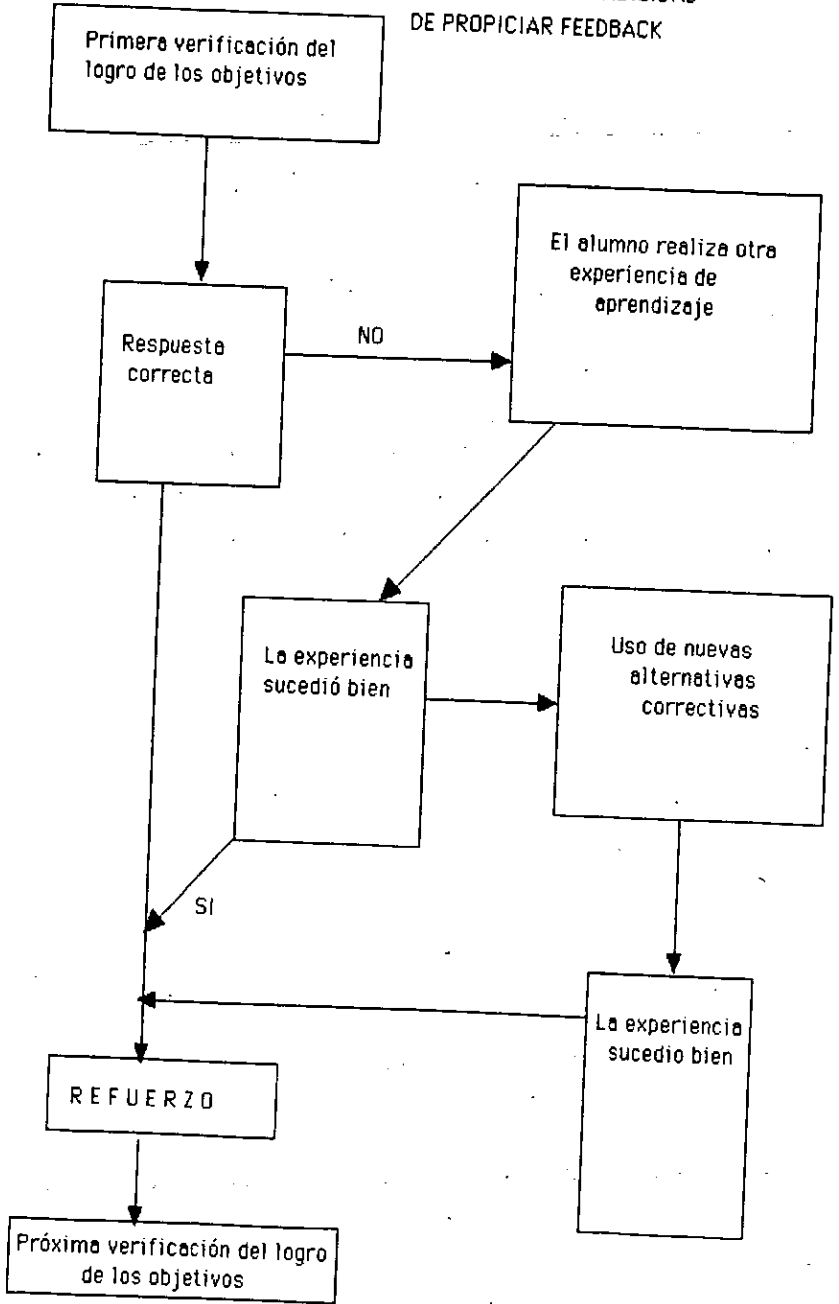 DE PROPICIAR FEEDBACK
Primera verificación del
logro de los objetivos
El alumno realiza otra
experiencia de
aprendizaje
Respuesta
correcta
NO
La experiencia
sucedió bien
Uso de nuevas
alternativas
correctivas
SI
La experiencia
sucedio bien
REFUERZO
Próxima verificación del logro
de los objetivos